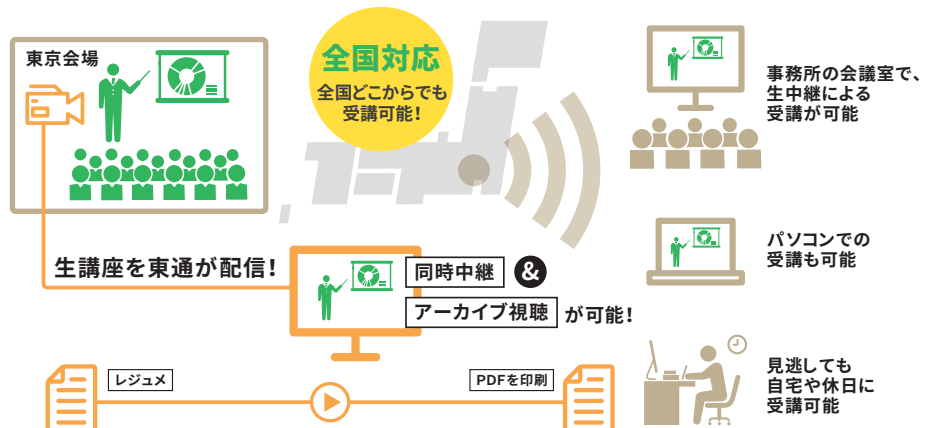 東京会場
全国対応
全国どこからでも
受講可能！
事務所の会議室で、
生中継による
受講が可能
生講座を東通が配信！
同時中継
&
アーカイブ視聴
が可能！
パソコンでの
受講も可能
レジュメ
PDFを印刷
見逃しても
自宅や休日に
受講可能